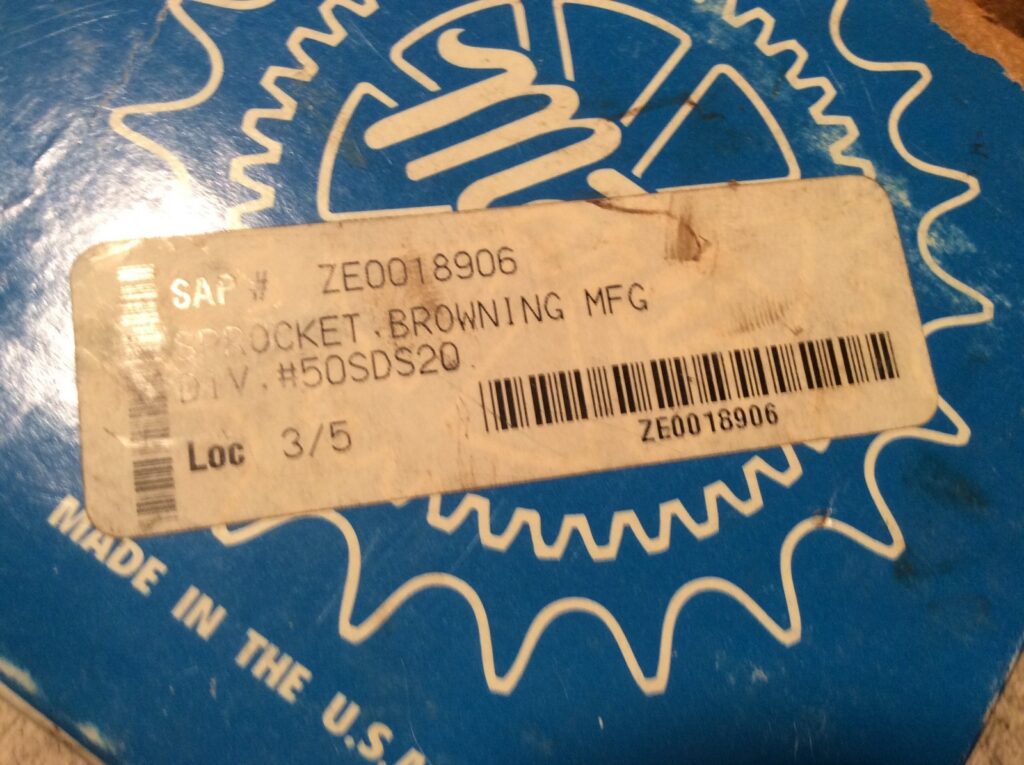 SAP # ZE0018906
SPROCKET.BROWNING MFG
DIV.#50SDS20
Loc 3/5
ZE0018906
MADE IN THE U.S.A